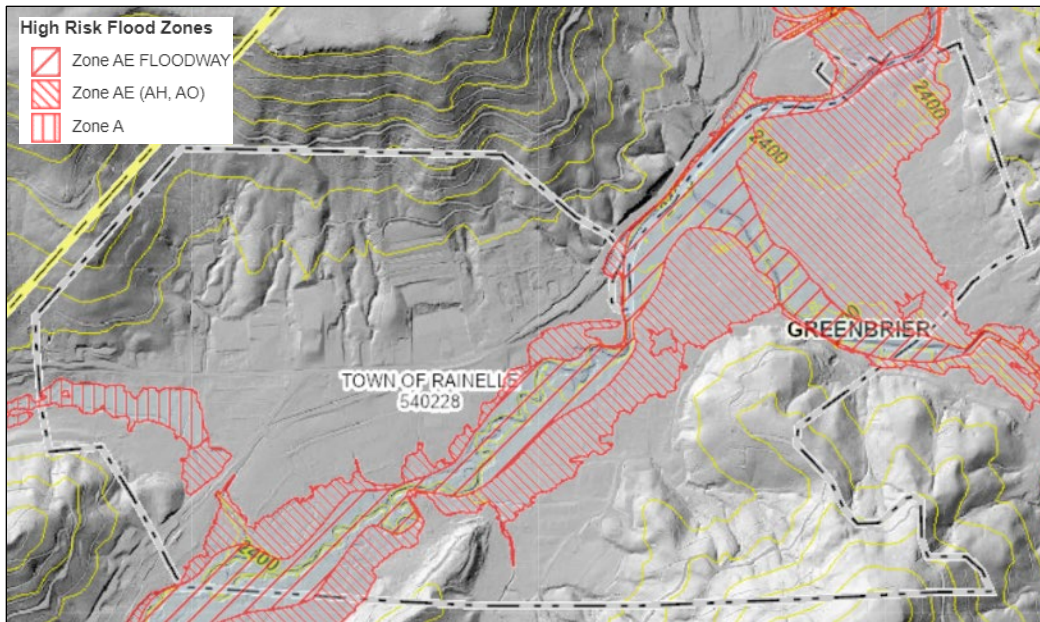 High Risk Flood Zones
Zone AE FLOODWAY
Zone AE (AH, AO)
Zone A
2400
2400
GREENBRIER
TOWN OF RAINELLE
540228
2400